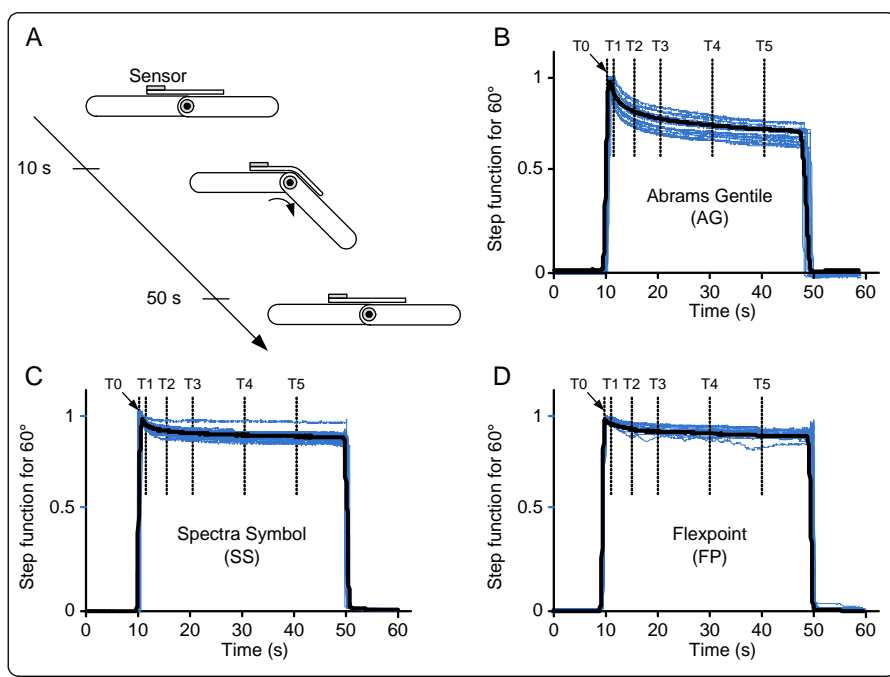 A
Sensor
10 s
50 s
B
T0 T1 T2 T3 T4 T5
Step function for 60°
1
0.5
0
Abrams Gentile
(AG)
0 10 20 30 40 50 60
Time (s)
C
T0 T1 T2 T3 T4 T5
Step function for 60°
1
0.5
0
Spectra Symbol
(SS)
0 10 20 30 40 50 60
Time (s)
D
T0 T1 T2 T3 T4 T5
Step function for 60°
1
0.5
0
Flexpoint
(FP)
0 10 20 30 40 50 60
Time (s)